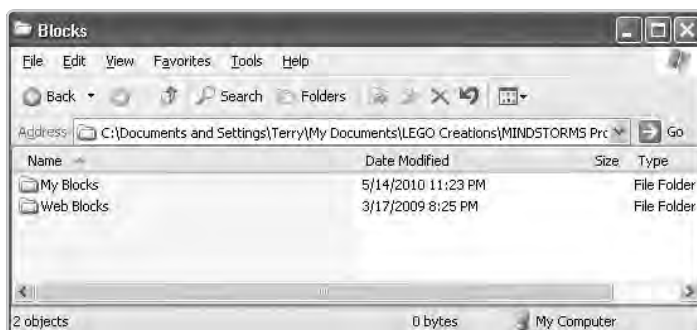 Blocks
File Edit View Favorites Tools Help
Back Search Folders
Address C:\Documents and Settings\Terry\My Documents\LEGO Creations\MINDSTORMS Prc Go
Name Date Modified Size Type
My Blocks 5/14/2010 11:23 PM File Folder
Web Blocks 3/17/2009 8:25 PM File Folder
2 objects 0 bytes My Computer